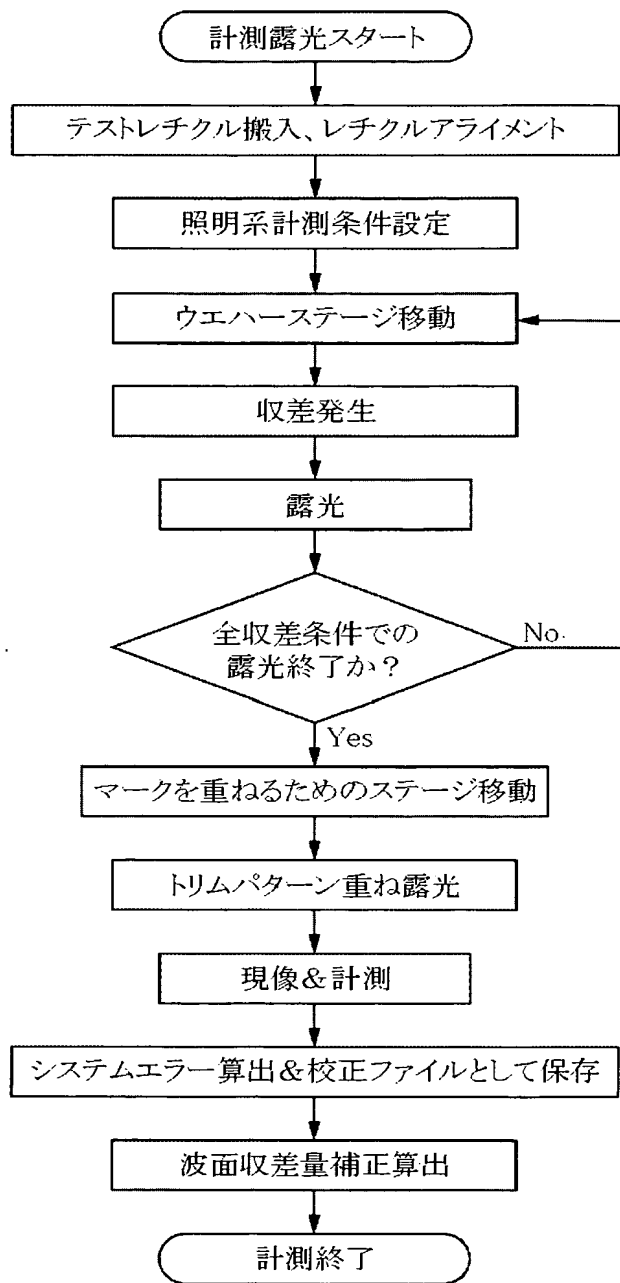 計測露光スタート
テストレチクル搬入、レチクルアライメント
照明系計測条件設定
ウエハーステージ移動
収差発生
露光
全収差条件での
露光終了か？
No
Yes
マークを重ねるためのステージ移動
トリムパターン重ね露光
現像＆計測
システムエラー算出＆校正ファイルとして保存
波面収差量補正算出
計測終了